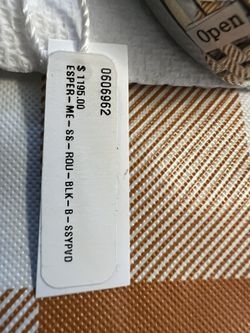 0606962
$ 1195.00
ESPER-ME-SS-ROU-BLK-B-SSYPVD
Open